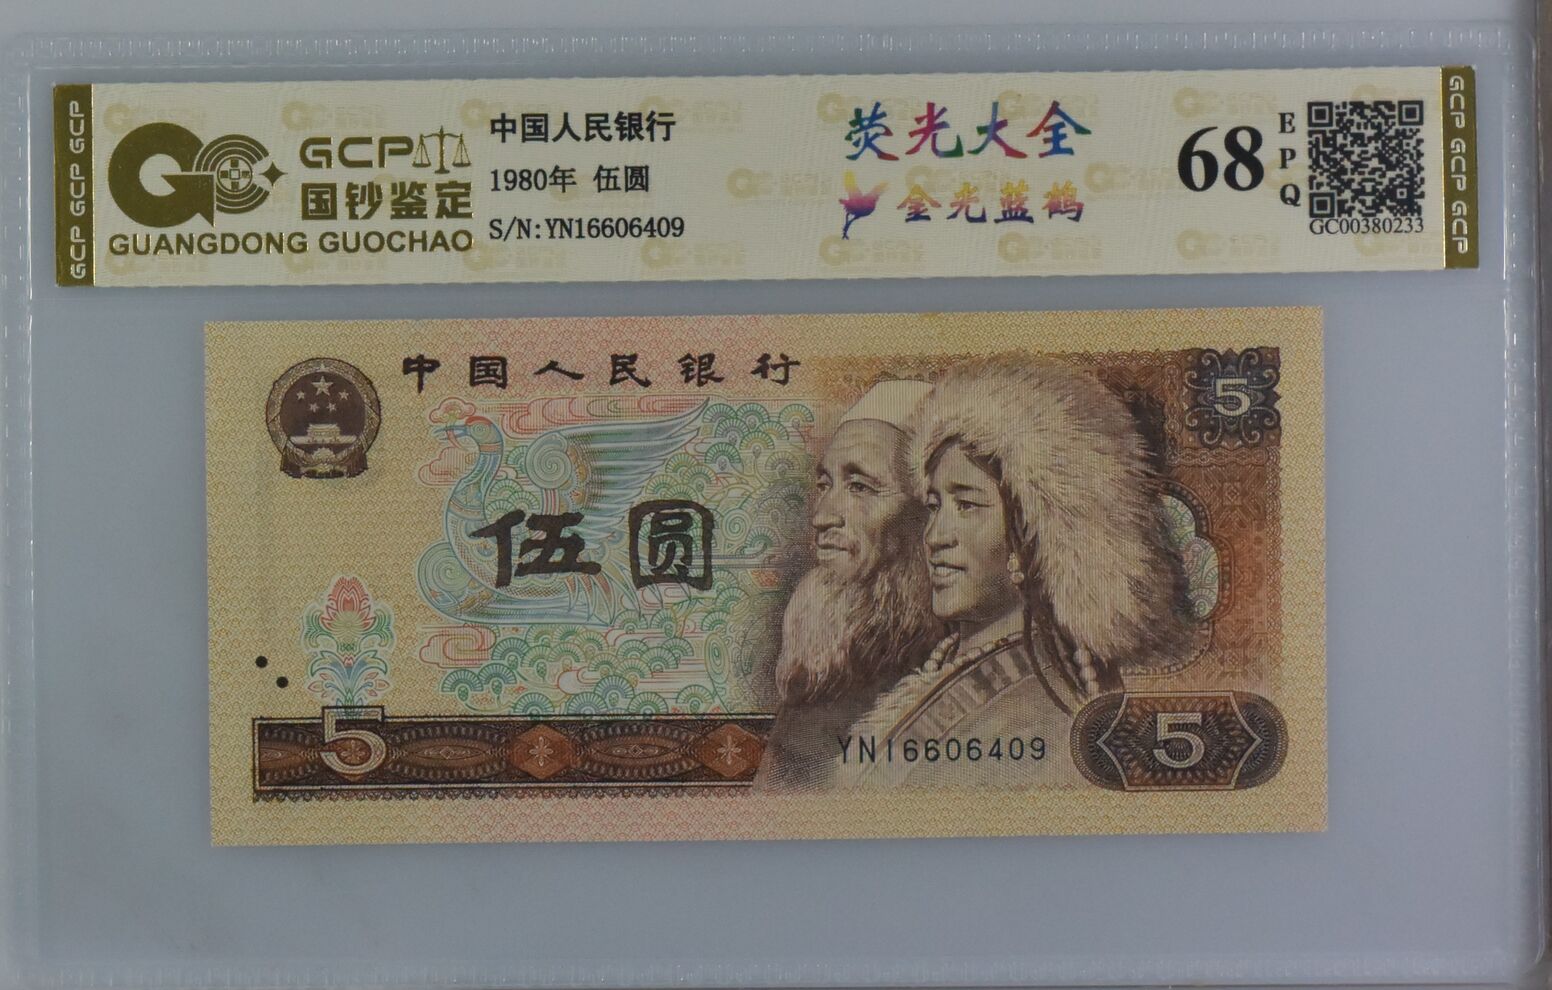 GCP GCP GCP
GCP
国钞鉴定
GUANGDONG GUOCHAO
中国人民银行
1980年 伍圆
S/N:YN16606409
荧光大全
金光蓝鹤
68
EPQ
GC00380233
GCP GCP GCP
中国人民银行
5
伍圆
5
YN16606409
5